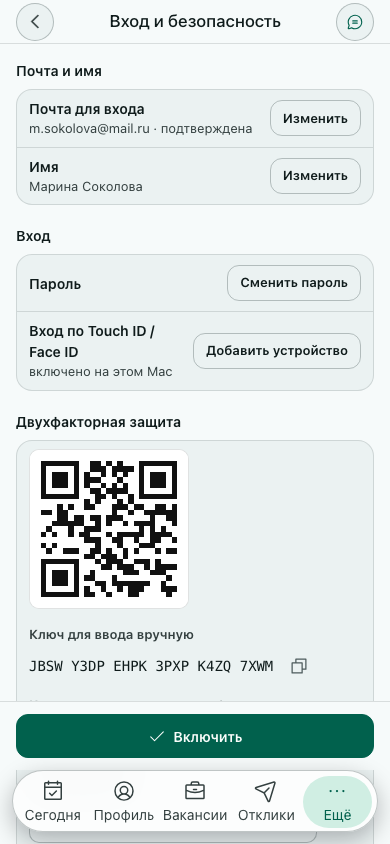 Вход и безопасность
Почта и имя
Почта для входа
m.sokolova@mail.ru · подтверждена
Изменить
Имя
Марина Соколова
Изменить
Вход
Пароль
Сменить пароль
Вход по Touch ID /
Face ID
включено на этом Mac
Добавить устройство
Двухфакторная защита
Ключ для ввода вручную
JBSW Y3DP EHPK 3PXP K4ZQ 7XWM
Включить
Сегодня
Профиль
Вакансии
Отклики
Ещё